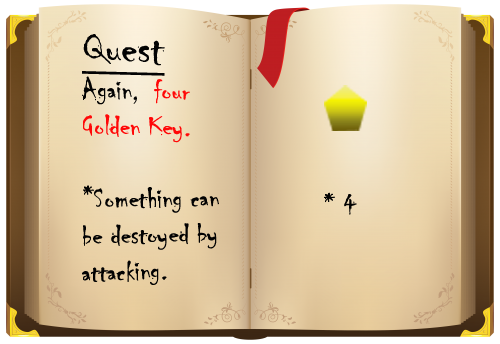 Quest
Again, four
Golden Key.
*Something can
be destoyed by
attacking.
* 4